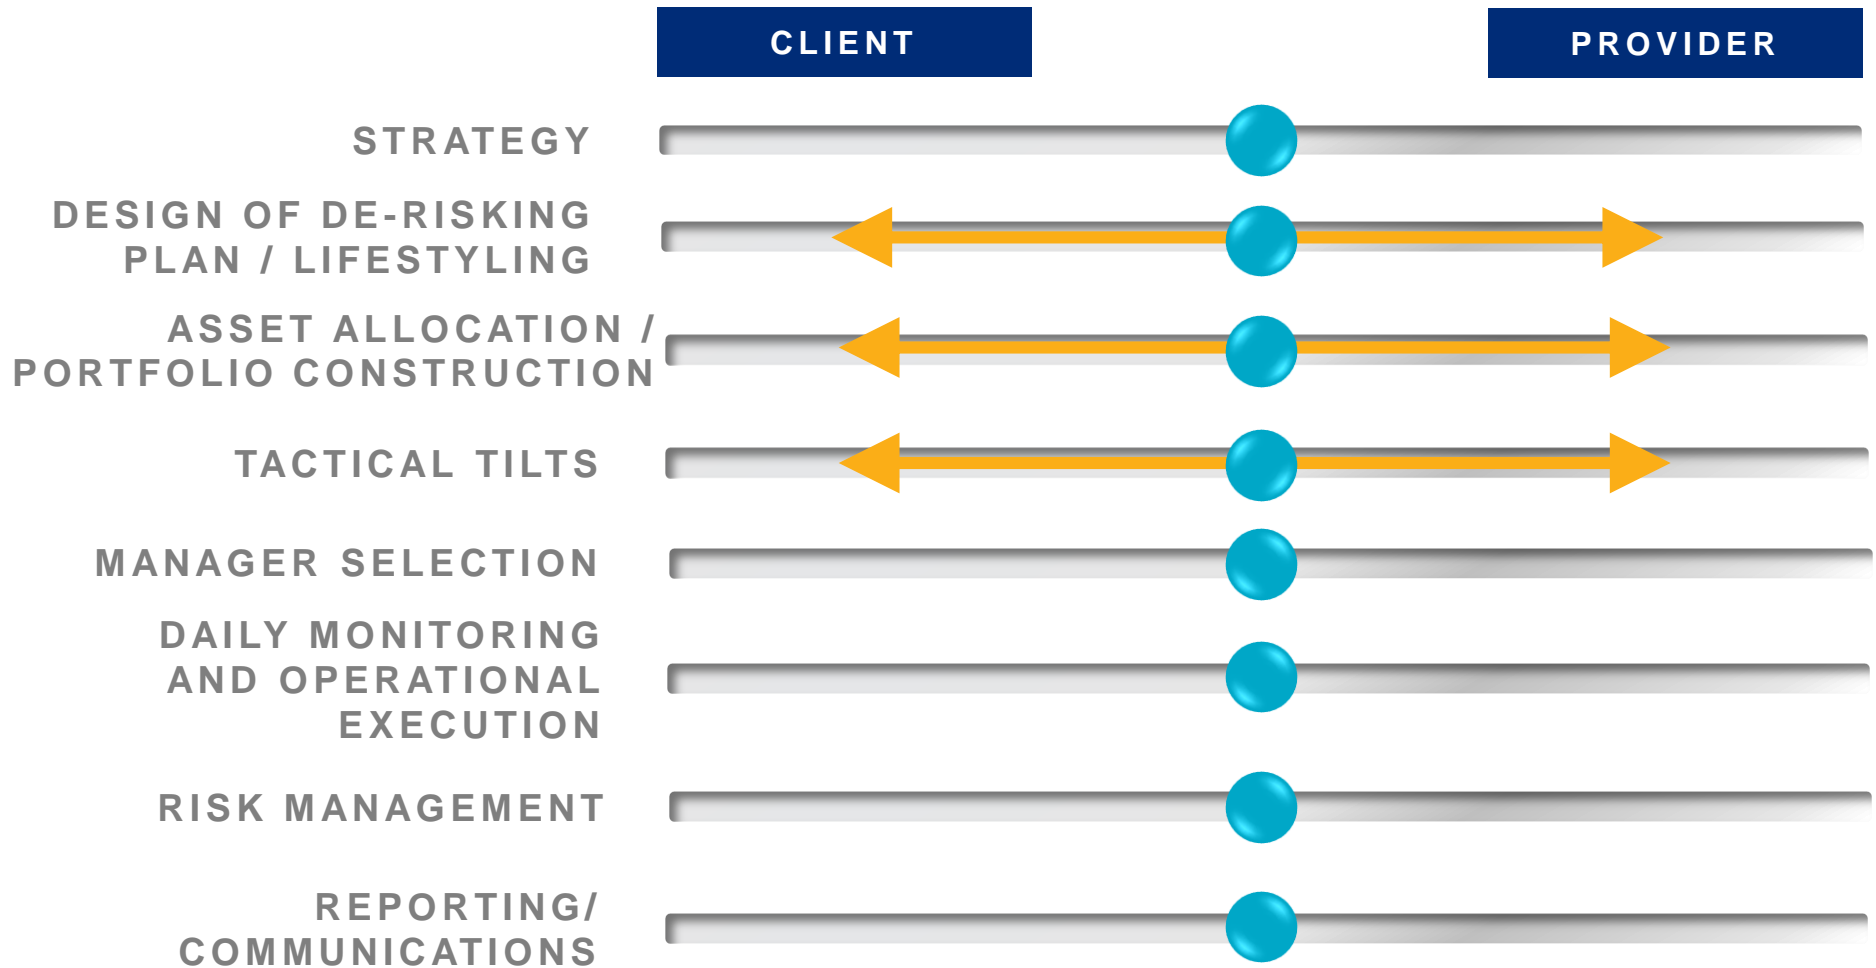 CLIENT
PROVIDER
STRATEGY
DESIGN OF DE-RISKING
PLAN / LIFESTYLING
ASSET ALLOCATION /
PORTFOLIO CONSTRUCTION
TACTICAL TILTS
MANAGER SELECTION
DAILY MONITORING
AND OPERATIONAL
EXECUTION
RISK MANAGEMENT
REPORTING/
COMMUNICATIONS